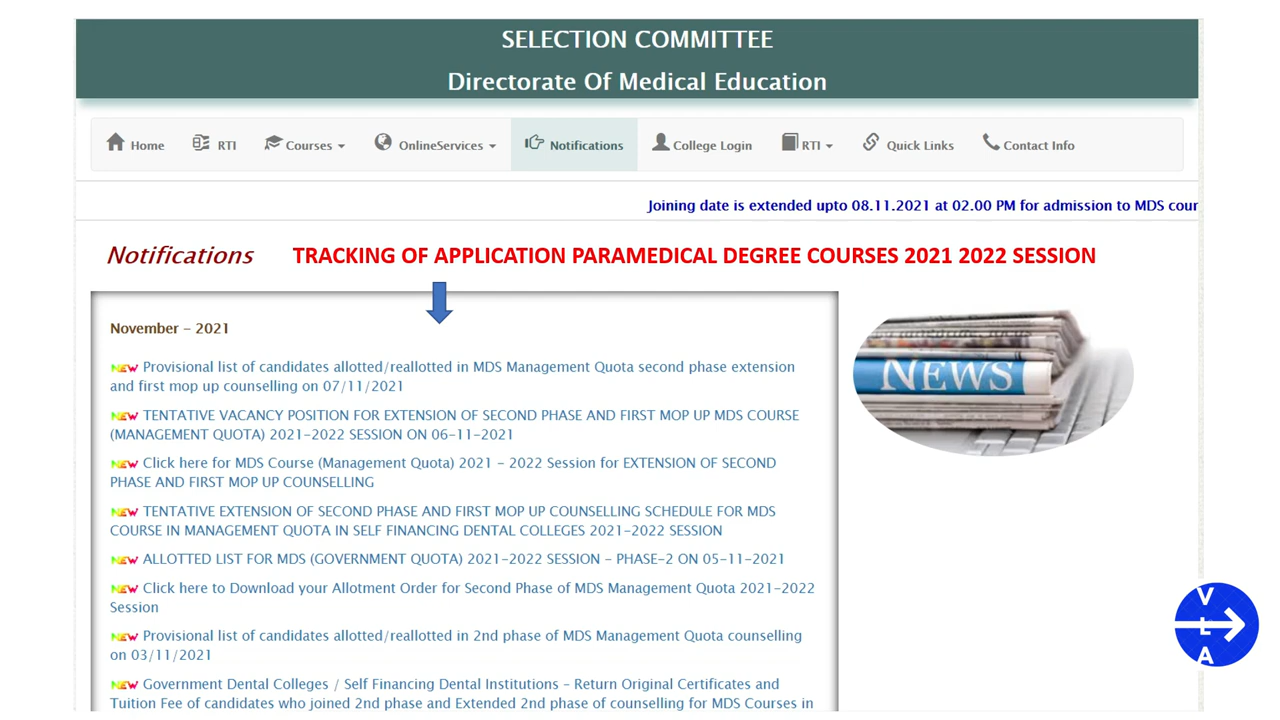 SELECTION COMMITTEE
Directorate Of Medical Education
Home RTI Courses OnlineServices Notifications College Login RTI Quick Links Contact Info
Joining date is extended upto 08.11.2021 at 02.00 PM for admission to MDS cour
Notifications TRACKING OF APPLICATION PARAMEDICAL DEGREE COURSES 2021 2022 SESSION
November - 2021
NEW Provisional list of candidates allotted/reallotted in MDS Management Quota second phase extension
and first mop up counselling on 07/11/2021
NEW TENTATIVE VACANCY POSITION FOR EXTENSION OF SECOND PHASE AND FIRST MOP UP MDS COURSE
(MANAGEMENT QUOTA) 2021-2022 SESSION ON 06-11-2021
NEW Click here for MDS Course (Management Quota) 2021 - 2022 Session for EXTENSION OF SECOND
PHASE AND FIRST MOP UP COUNSELLING
NEW TENTATIVE EXTENSION OF SECOND PHASE AND FIRST MOP UP COUNSELLING SCHEDULE FOR MDS
COURSE IN MANAGEMENT QUOTA IN SELF FINANCING DENTAL COLLEGES 2021-2022 SESSION
NEW ALLOTTED LIST FOR MDS (GOVERNMENT QUOTA) 2021-2022 SESSION - PHASE-2 ON 05-11-2021
NEW Click here to Download your Allotment Order for Second Phase of MDS Management Quota 2021-2022
Session
NEW Provisional list of candidates allotted/reallotted in 2nd phase of MDS Management Quota counselling
on 03/11/2021
NEW Government Dental Colleges / Self Financing Dental Institutions - Return Original Certificates and
Tuition Fee of candidates who joined 2nd phase and Extended 2nd phase of counselling for MDS Courses in
NEWS
V
L
A